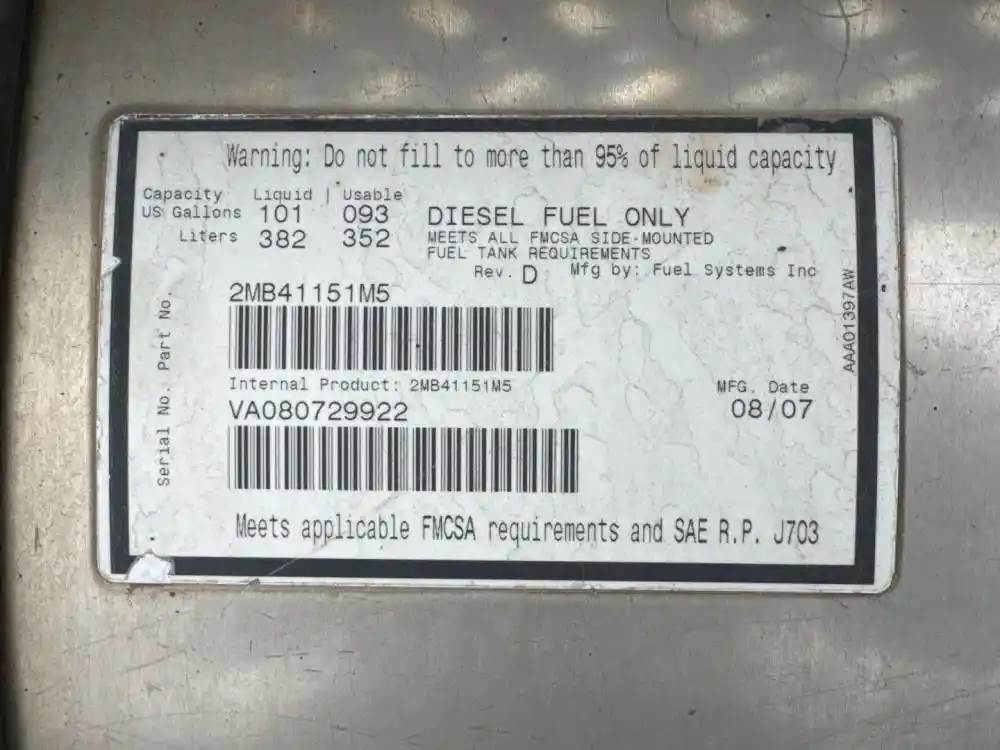 Warning: Do not fill to more than 95% of liquid capacity
Capacity Liquid | Usable
US Gallons 101 093
Liters 382 352
DIESEL FUEL ONLY
MEETS ALL FMCSA SIDE-MOUNTED
FUEL TANK REQUIREMENTS
Rev. D Mfg by: Fuel Systems Inc
Part No.
2MB41151M5
Internal Product: 2MB41151M5
Serial No.
VA080729922
MFG. Date
08/07
AAA01397AW
Meets applicable FMCSA requirements and SAE R.P. J703